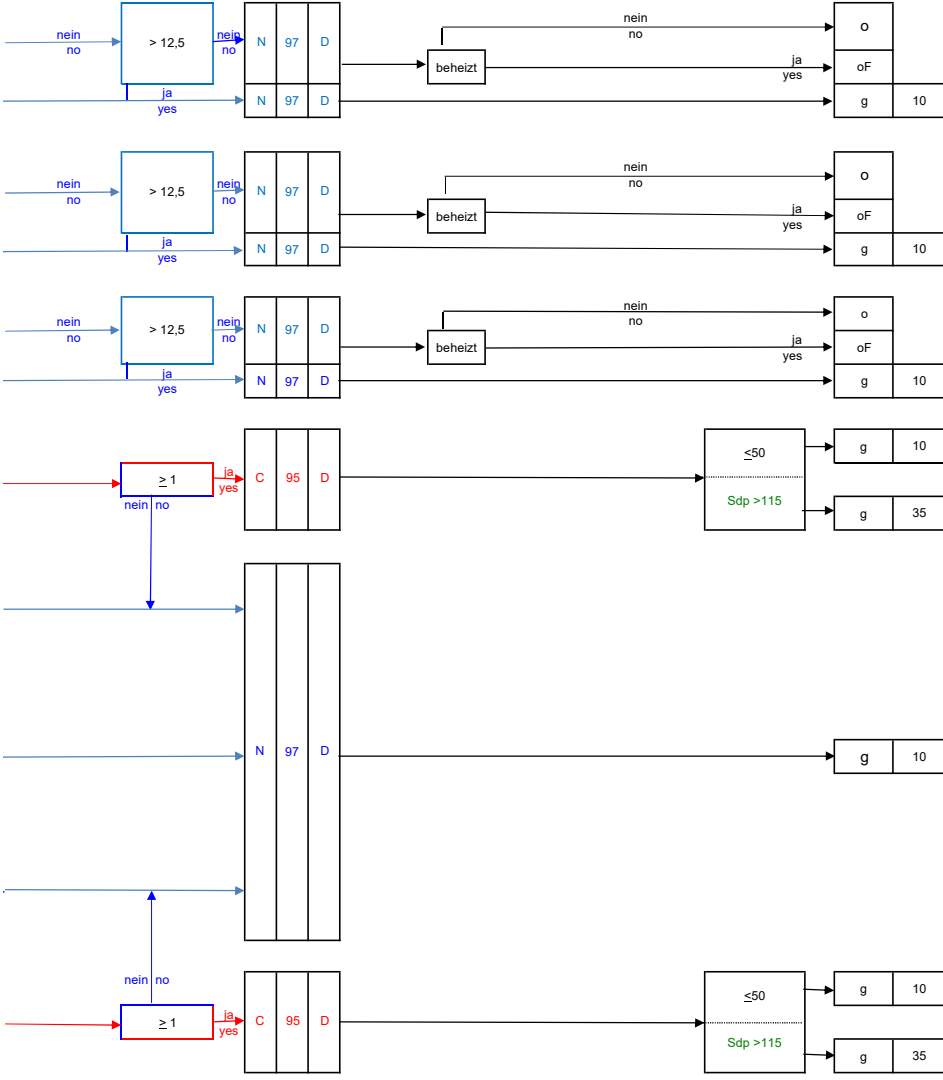 nein
o
nein > 12,5 nein N 97 D
no
no no
beheizt ja oF
yes
ja N 97 D g 10
yes
nein o
no
nein > 12,5 nein N 97 D
no no
beheizt ja oF
yes
ja N 97 D g 10
yes
nein o
no
nein > 12,5 nein N 97 D
no no
beheizt ja oF
yes
ja N 97 D g 10
yes
≤50 g 10
ja
≥ 1 C 95 D
yes
nein no Sdp >115 g 35
N 97 D g 10
nein no
≤50 g 10
ja
≥ 1 C 95 D
yes
Sdp >115 g 35